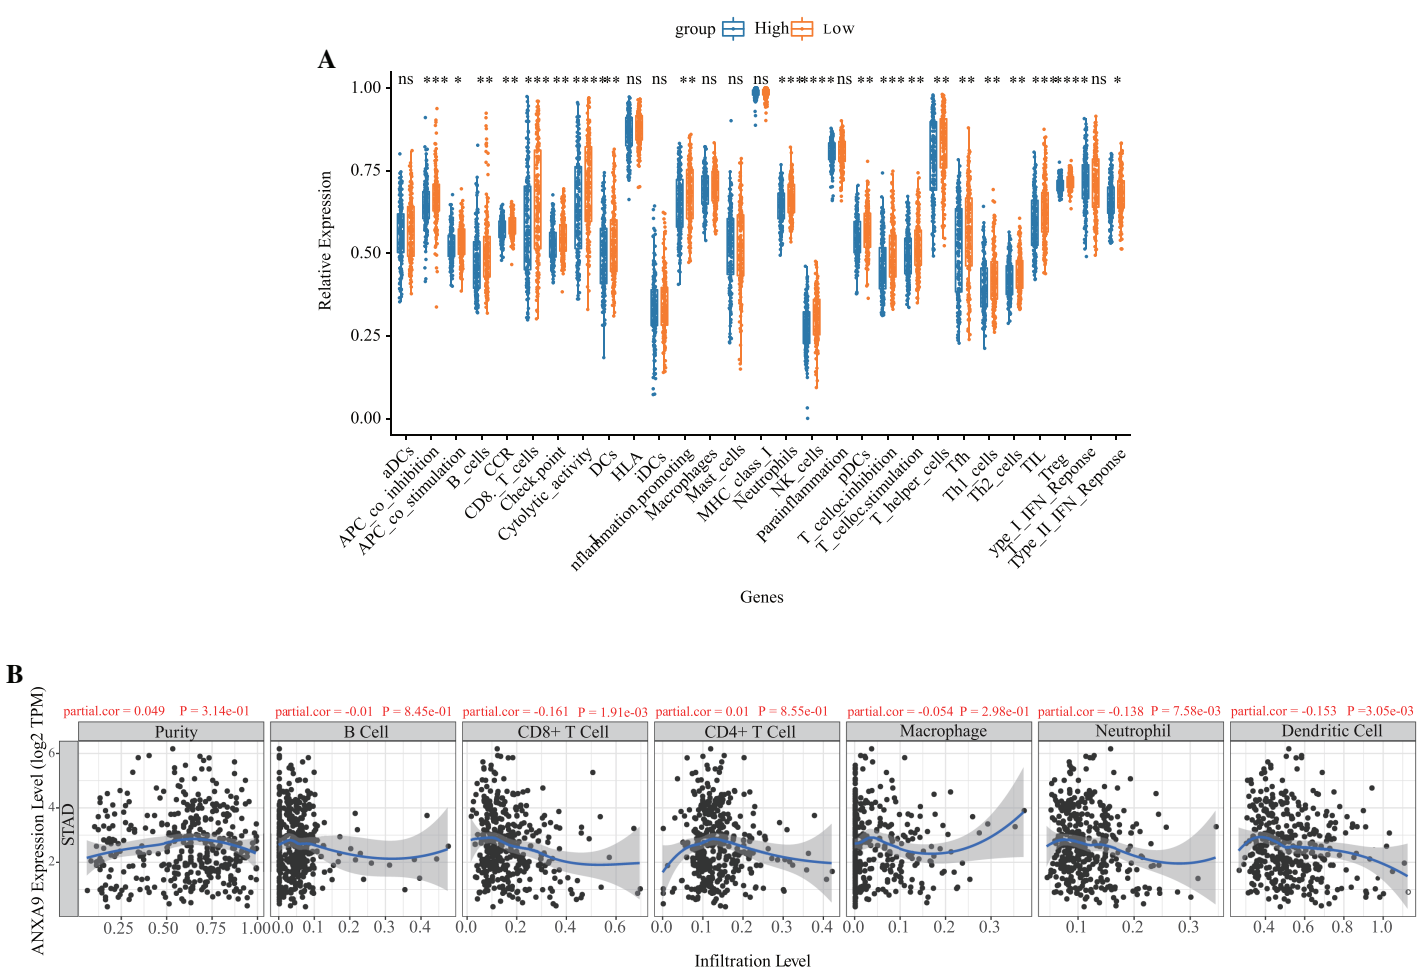 group High Low
A
ns *** * ** ** *** ** **** ** ns ns ** ns ns ns *** **** ns ** *** ** ** ** ** ** *** **** ns *
Relative Expression
1.00
0.75
0.50
0.25
0.00
aDCs
APC_co_inhibition
APC_co_stimulation
B_cells
CCR
CD8._T_cells
Check-point
Cytolytic_activity
DCs
HLA
iDCs
Inflammation.promoting
Macrophages
Mast_cells
MHC_class_I
Neutrophils
NK_cells
Parainflammation
pDCs
T_celloc.inhibition
T_celloc.stimulation
T_helper_cells
Tfh
Th1_cells
Th2_cells
TIL
Treg
Type_I_IFN_Reponse
Type_II_IFN_Reponse
Genes
B
partial.cor = 0.049 P = 3.14e-01
partial.cor = -0.01 P = 8.45e-01
partial.cor = -0.161 P = 1.91e-03
partial.cor = 0.01 P = 8.55e-01
partial.cor = -0.054 P = 2.98e-01
partial.cor = -0.138 P = 7.58e-03
partial.cor = -0.153 P =3.05e-03
Purity
B Cell
CD8+ T Cell
CD4+ T Cell
Macrophage
Neutrophil
Dendritic Cell
ANXA9 Expression Level (log2 TPM)
STAD
6
4
2
0.25 0.50 0.75 1.00
0.0 0.1 0.2 0.3 0.4
0.0 0.2 0.4 0.6
0.0 0.1 0.2 0.3 0.4
0.0 0.1 0.2 0.3
0.1 0.2 0.3
0.4 0.6 0.8 1.0
Infiltration Level